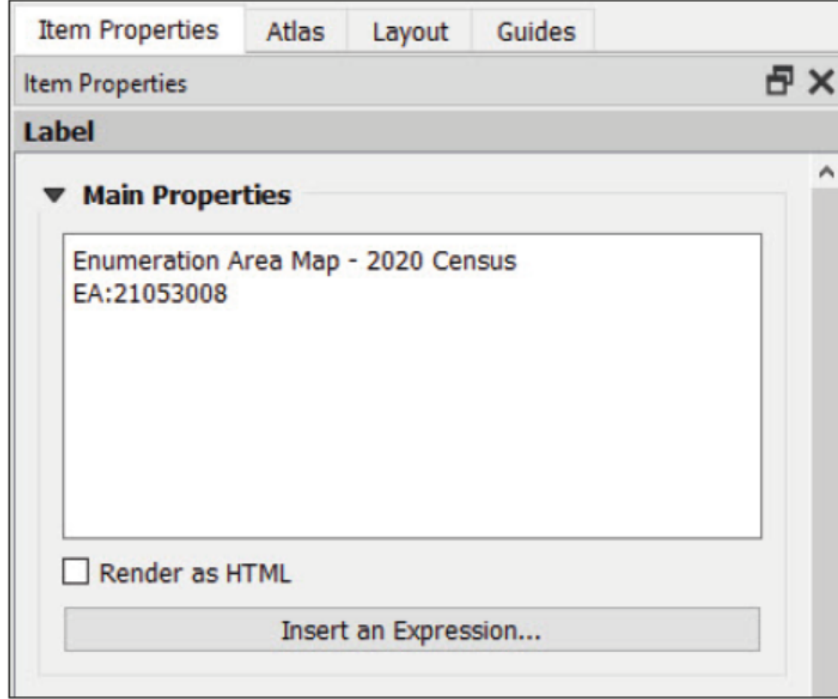 Item Properties Atlas Layout Guides
Item Properties
Label
Main Properties
Enumeration Area Map - 2020 Census
EA:21053008
Render as HTML
Insert an Expression...